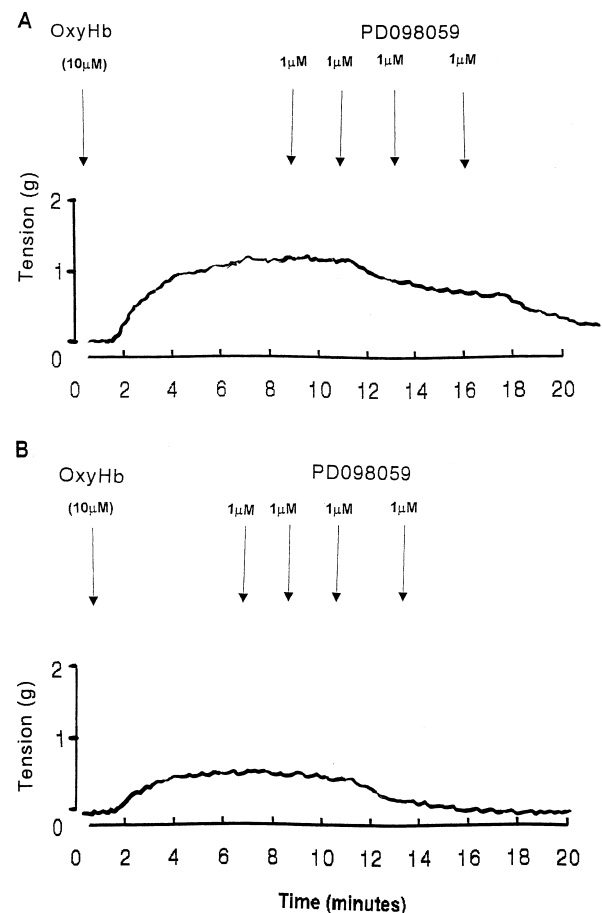 A
OxyHb PD098059
(10μM) 1μM 1μM 1μM 1μM
2
1
0
Tension (g)
0 2 4 6 8 10 12 14 16 18 20
B
OxyHb PD098059
(10μM) 1μM 1μM 1μM 1μM
2
1
0
Tension (g)
0 2 4 6 8 10 12 14 16 18 20
Time (minutes)